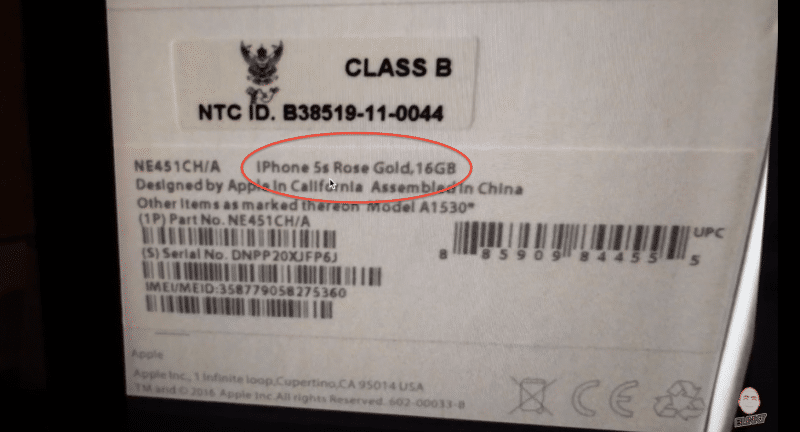 CLASS B
NTC ID. B38519-11-0044
NE451CH/A iPhone 5s Rose Gold,16GB
Designed by Apple in California Assembled in China
Other items as marked thereon Model A1530*
(1P) Part No. NE451CH/A
UPC
(S) Serial No. DNPP20XJFP6J
8 85909 84455 5
IMEI/MEID:358779058275360
Apple
Apple Inc., 1 Infinite loop,Cupertino,CA 95014 USA
TM and © 2016 Apple Inc.All rights Reserved. 602-00033-B
CE